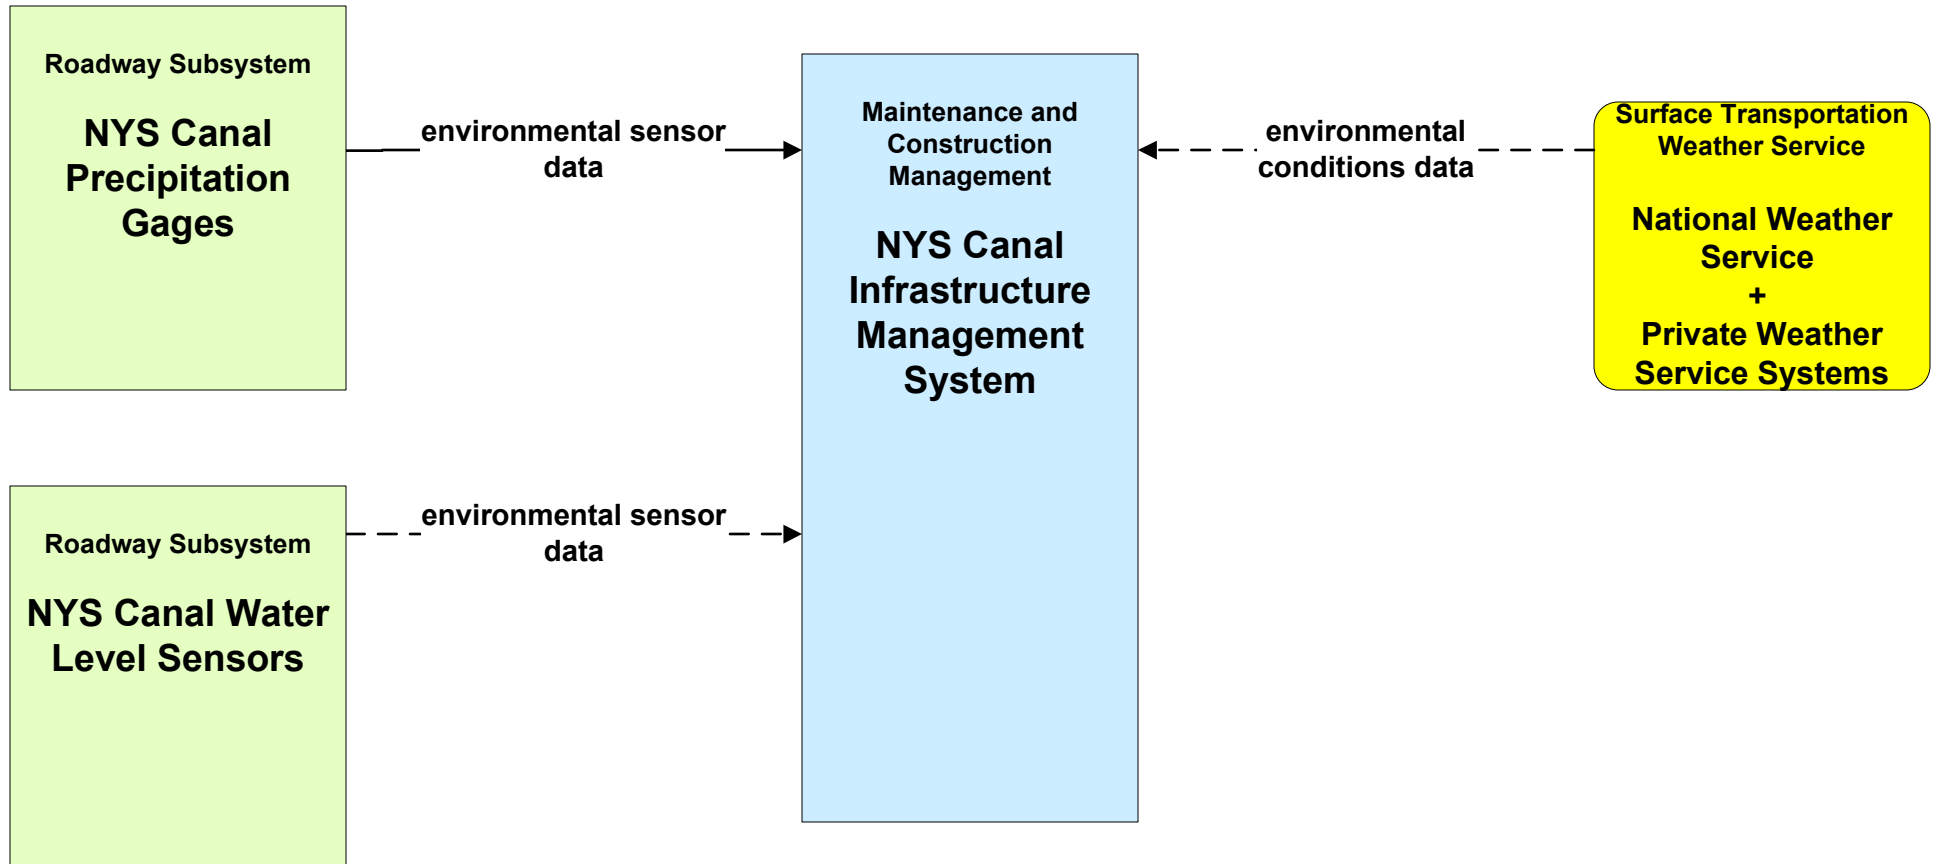 Roadway Subsystem
NYS Canal
Precipitation
Gages
environmental sensor
data
Maintenance and
Construction
Management
NYS Canal
Infrastructure
Management
System
environmental
conditions data
Surface Transportation
Weather Service
National Weather
Service
+
Private Weather
Service Systems
Roadway Subsystem
NYS Canal Water
Level Sensors
environmental sensor
data